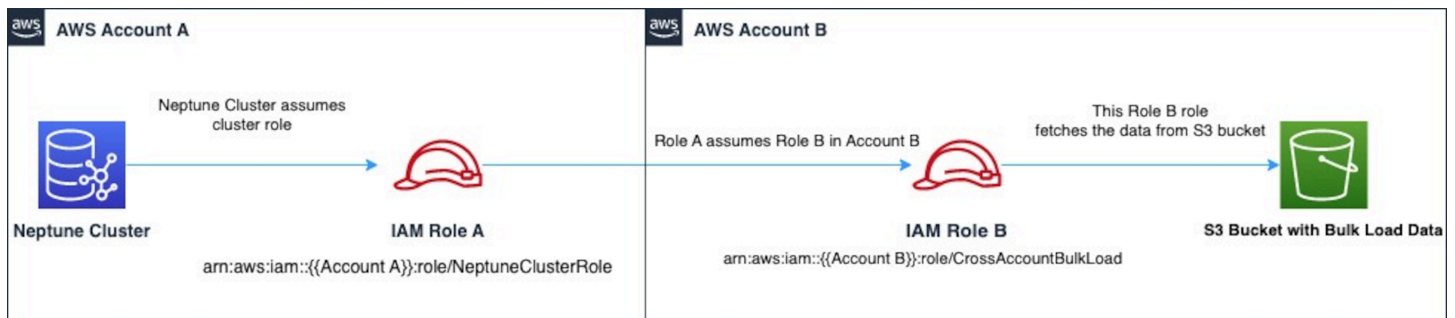 aws
AWS Account A
aws
AWS Account B
Neptune Cluster assumes
cluster role
Role A assumes Role B in Account B
This Role B role
fetches the data from S3 bucket
Neptune Cluster
IAM Role A
IAM Role B
S3 Bucket with Bulk Load Data
arn:aws:iam::{{Account A}}:role/NeptuneClusterRole
arn:aws:iam::{{Account B}}:role/CrossAccountBulkLoad